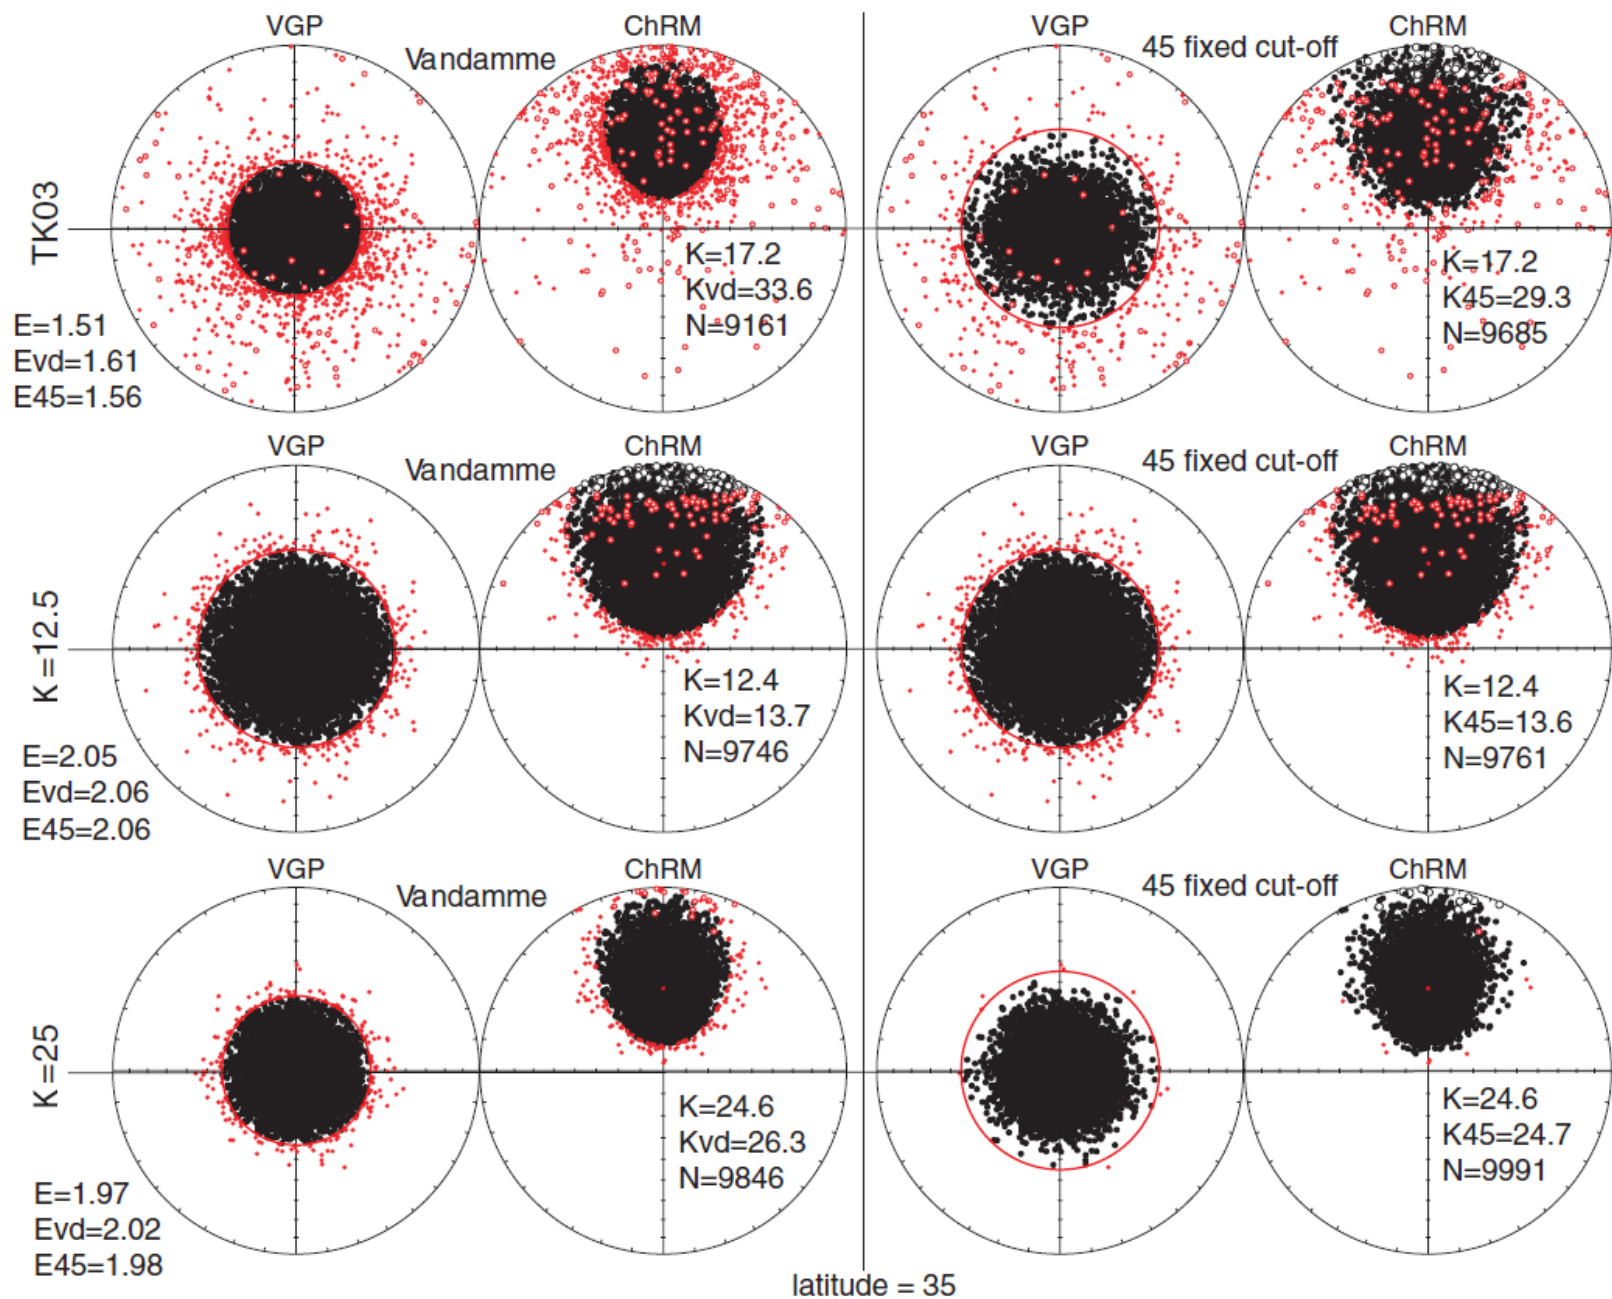 VGP
Vandamme
ChRM
VGP
45 fixed cut-off
ChRM
TK03
K=17.2
Kvd=33.6
N=9161
K=17.2
K45=29.3
N=9685
E=1.51
Evd=1.61
E45=1.56
VGP
Vandamme
ChRM
VGP
45 fixed cut-off
ChRM
K=12.5
K=12.4
Kvd=13.7
N=9746
K=12.4
K45=13.6
N=9761
E=2.05
Evd=2.06
E45=2.06
VGP
Vandamme
ChRM
VGP
45 fixed cut-off
ChRM
K=25
K=24.6
Kvd=26.3
N=9846
K=24.6
K45=24.7
N=9991
E=1.97
Evd=2.02
E45=1.98
latitude = 35